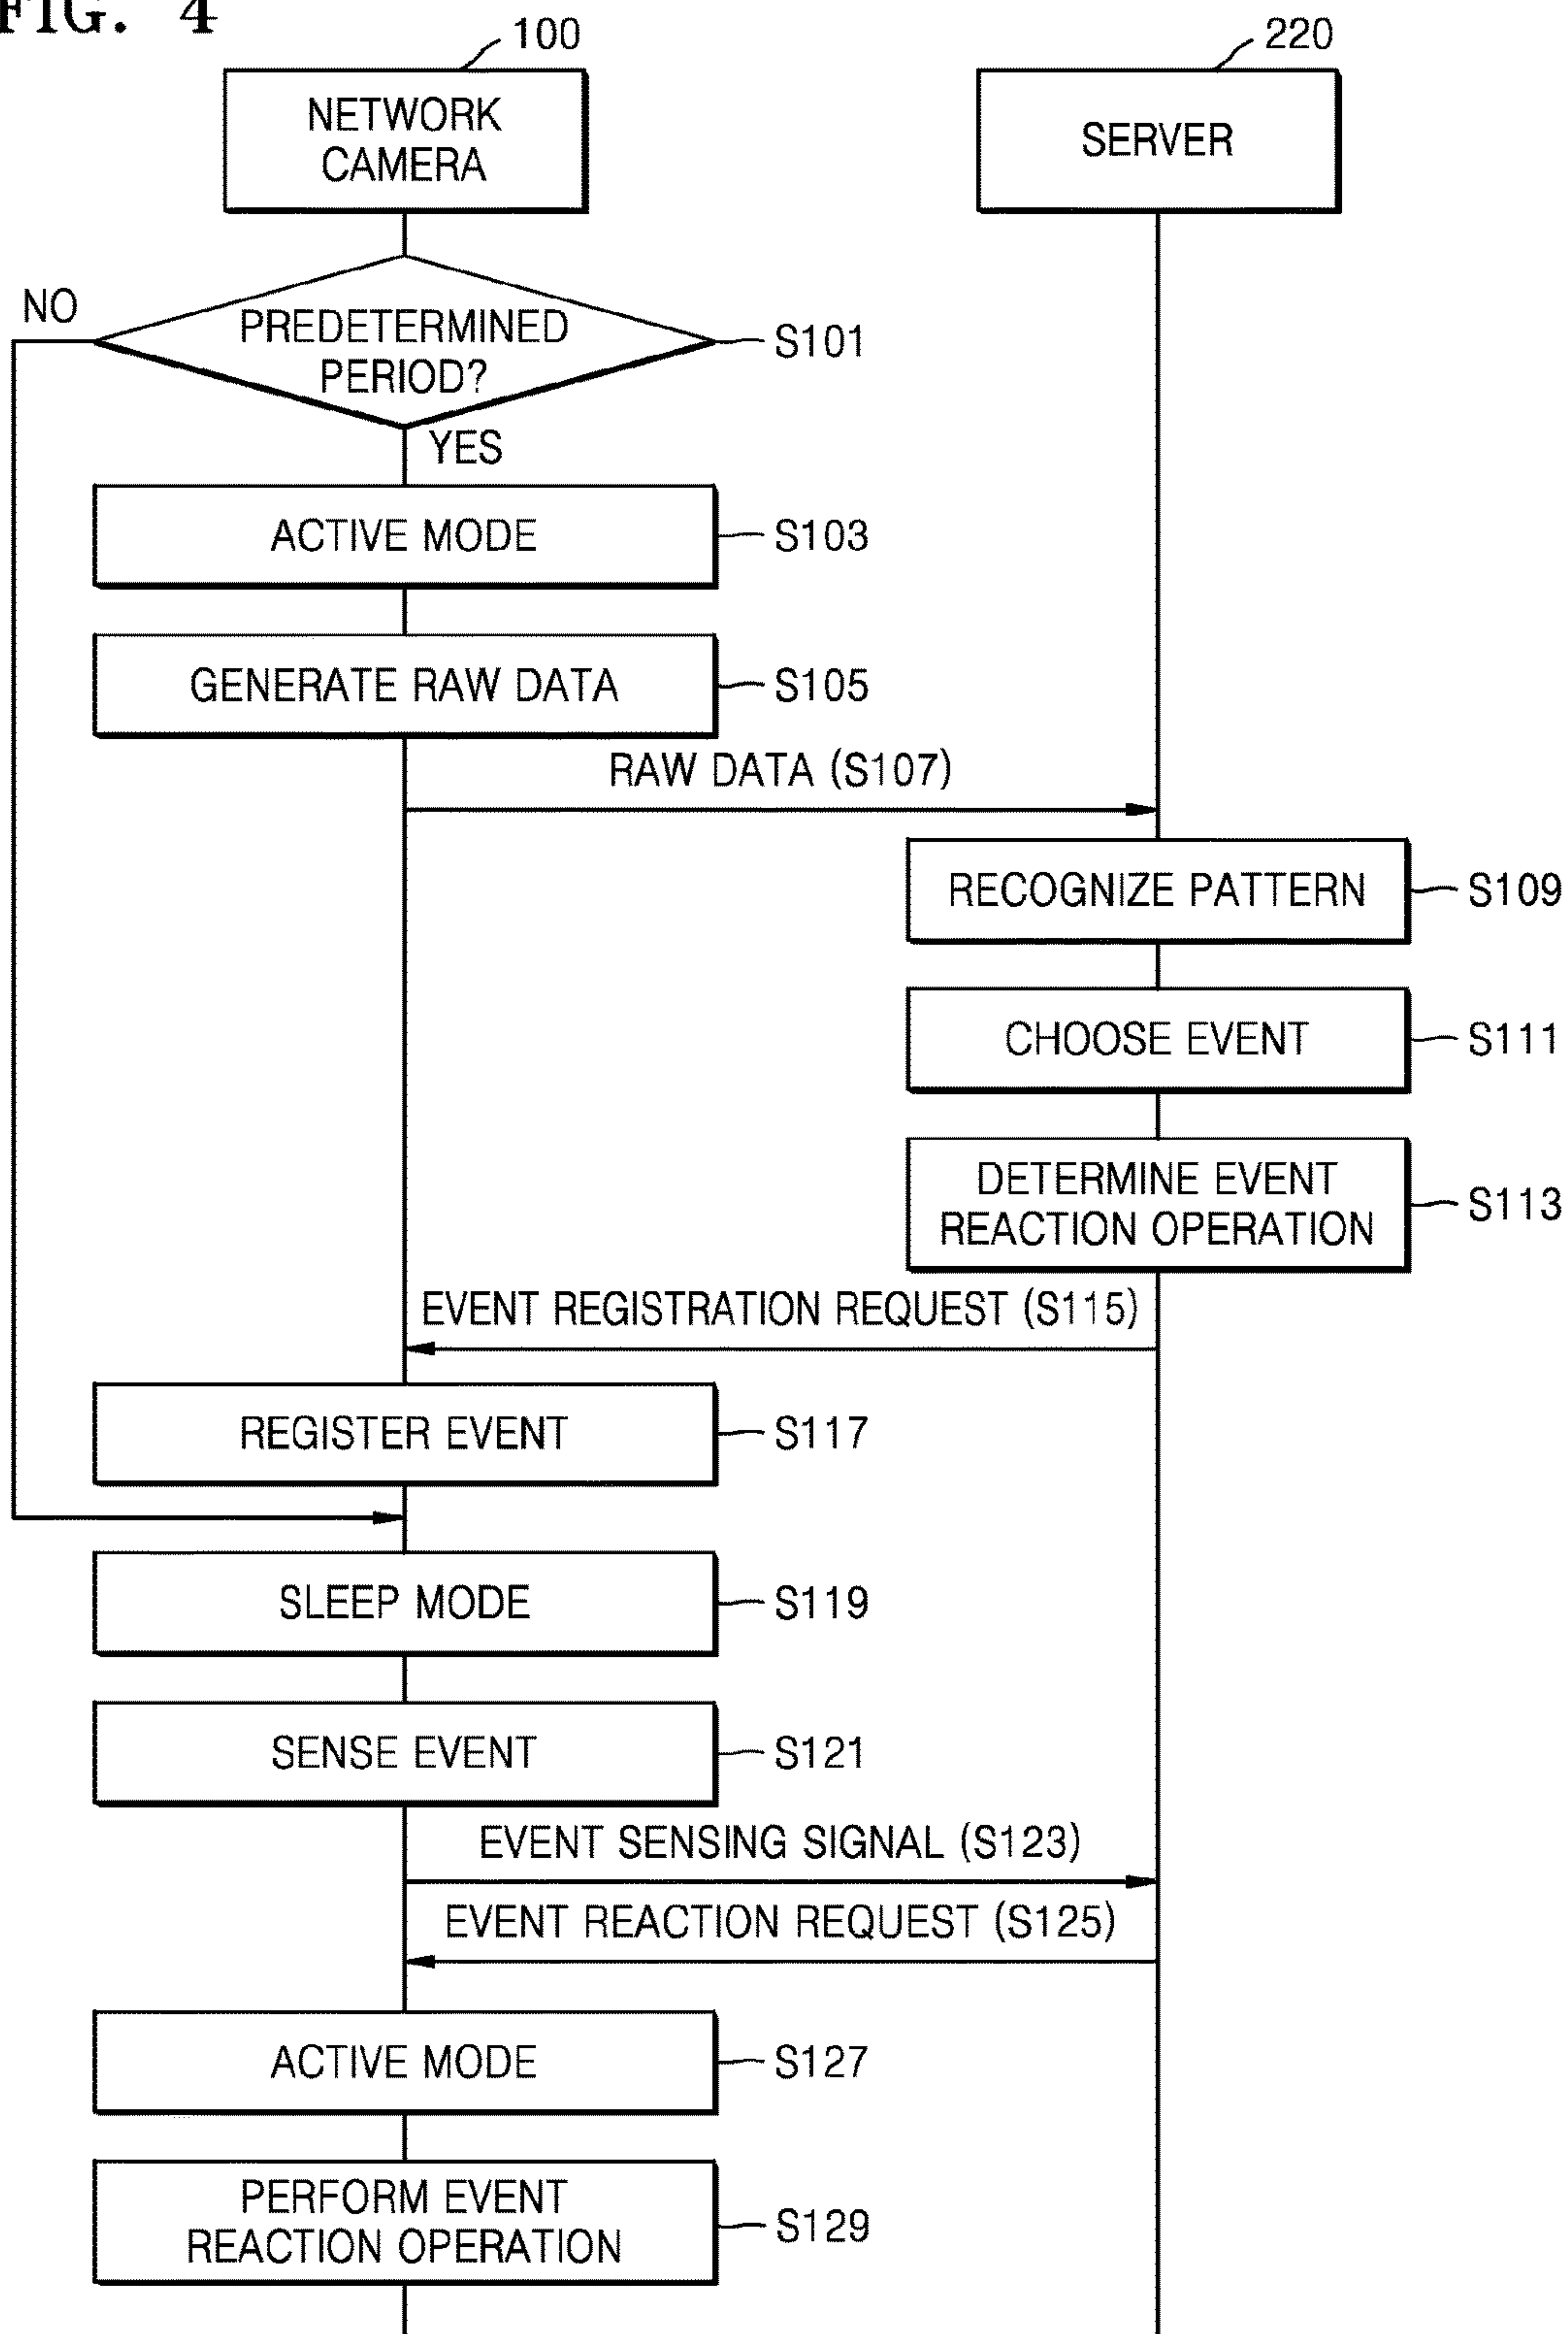 FIG. 4
100
220
NETWORK
CAMERA
SERVER
NO
PREDETERMINED
PERIOD?
S101
YES
ACTIVE MODE
S103
GENERATE RAW DATA
S105
RAW DATA (S107)
RECOGNIZE PATTERN
S109
CHOOSE EVENT
S111
DETERMINE EVENT
REACTION OPERATION
S113
EVENT REGISTRATION REQUEST (S115)
REGISTER EVENT
S117
SLEEP MODE
S119
SENSE EVENT
S121
EVENT SENSING SIGNAL (S123)
EVENT REACTION REQUEST (S125)
ACTIVE MODE
S127
PERFORM EVENT
REACTION OPERATION
S129